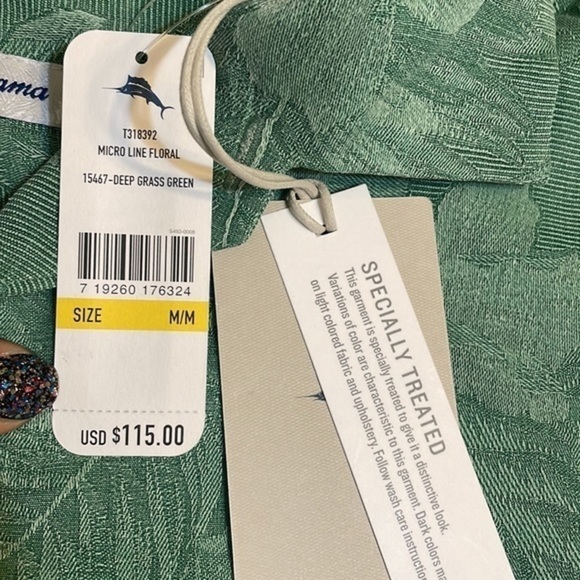 T318392
MICRO LINE FLORAL
15467-DEEP GRASS GREEN
7 19260 176324
SIZE M/M
USD $115.00
SPECIALLY TREATED
This garment is specially treated to give it a distinctive look.
Variations of color are characteristic to this garment. Dark colors
on light colored fabric and upholstery. Follow wash care